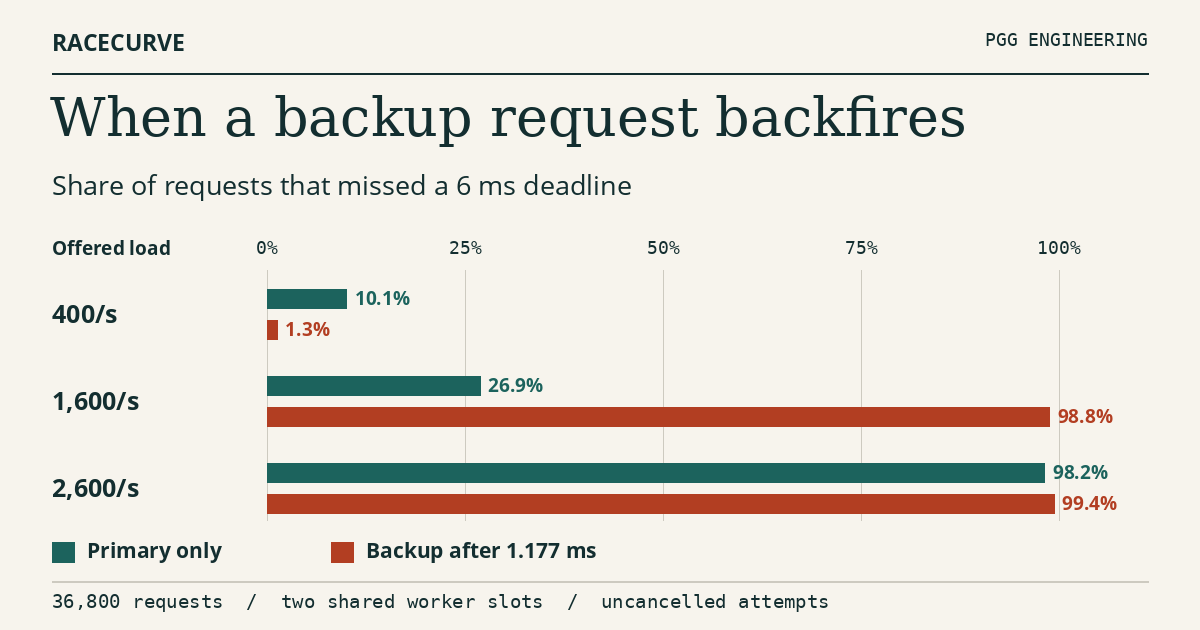 RACECURVE
PGG ENGINEERING
When a backup request backfires
Share of requests that missed a 6 ms deadline
Offered load 0% 25% 50% 75% 100%
400/s
10.1%
1.3%
1,600/s
26.9%
98.8%
2,600/s
98.2%
99.4%
Primary only
Backup after 1.177 ms
36,800 requests / two shared worker slots / uncancelled attempts